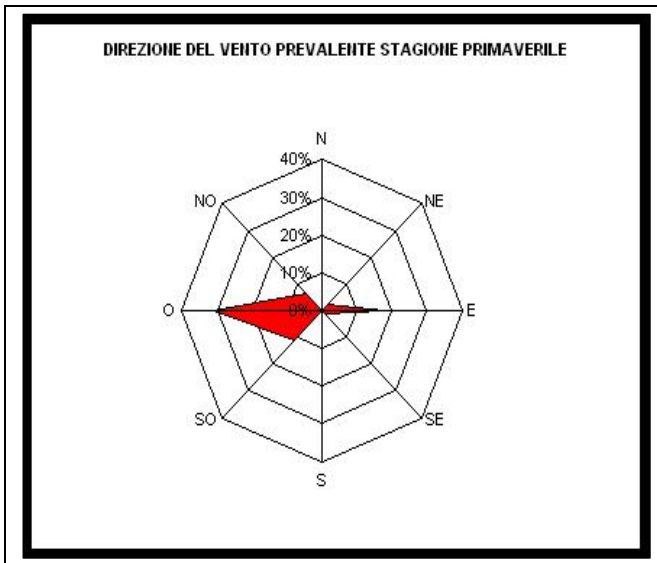 DIREZIONE DEL VENTO PREVALENTE STAGIONE PRIMAVERILE
N
40%
NO
NE
30%
20%
10%
O
0%
E
SO
SE
S